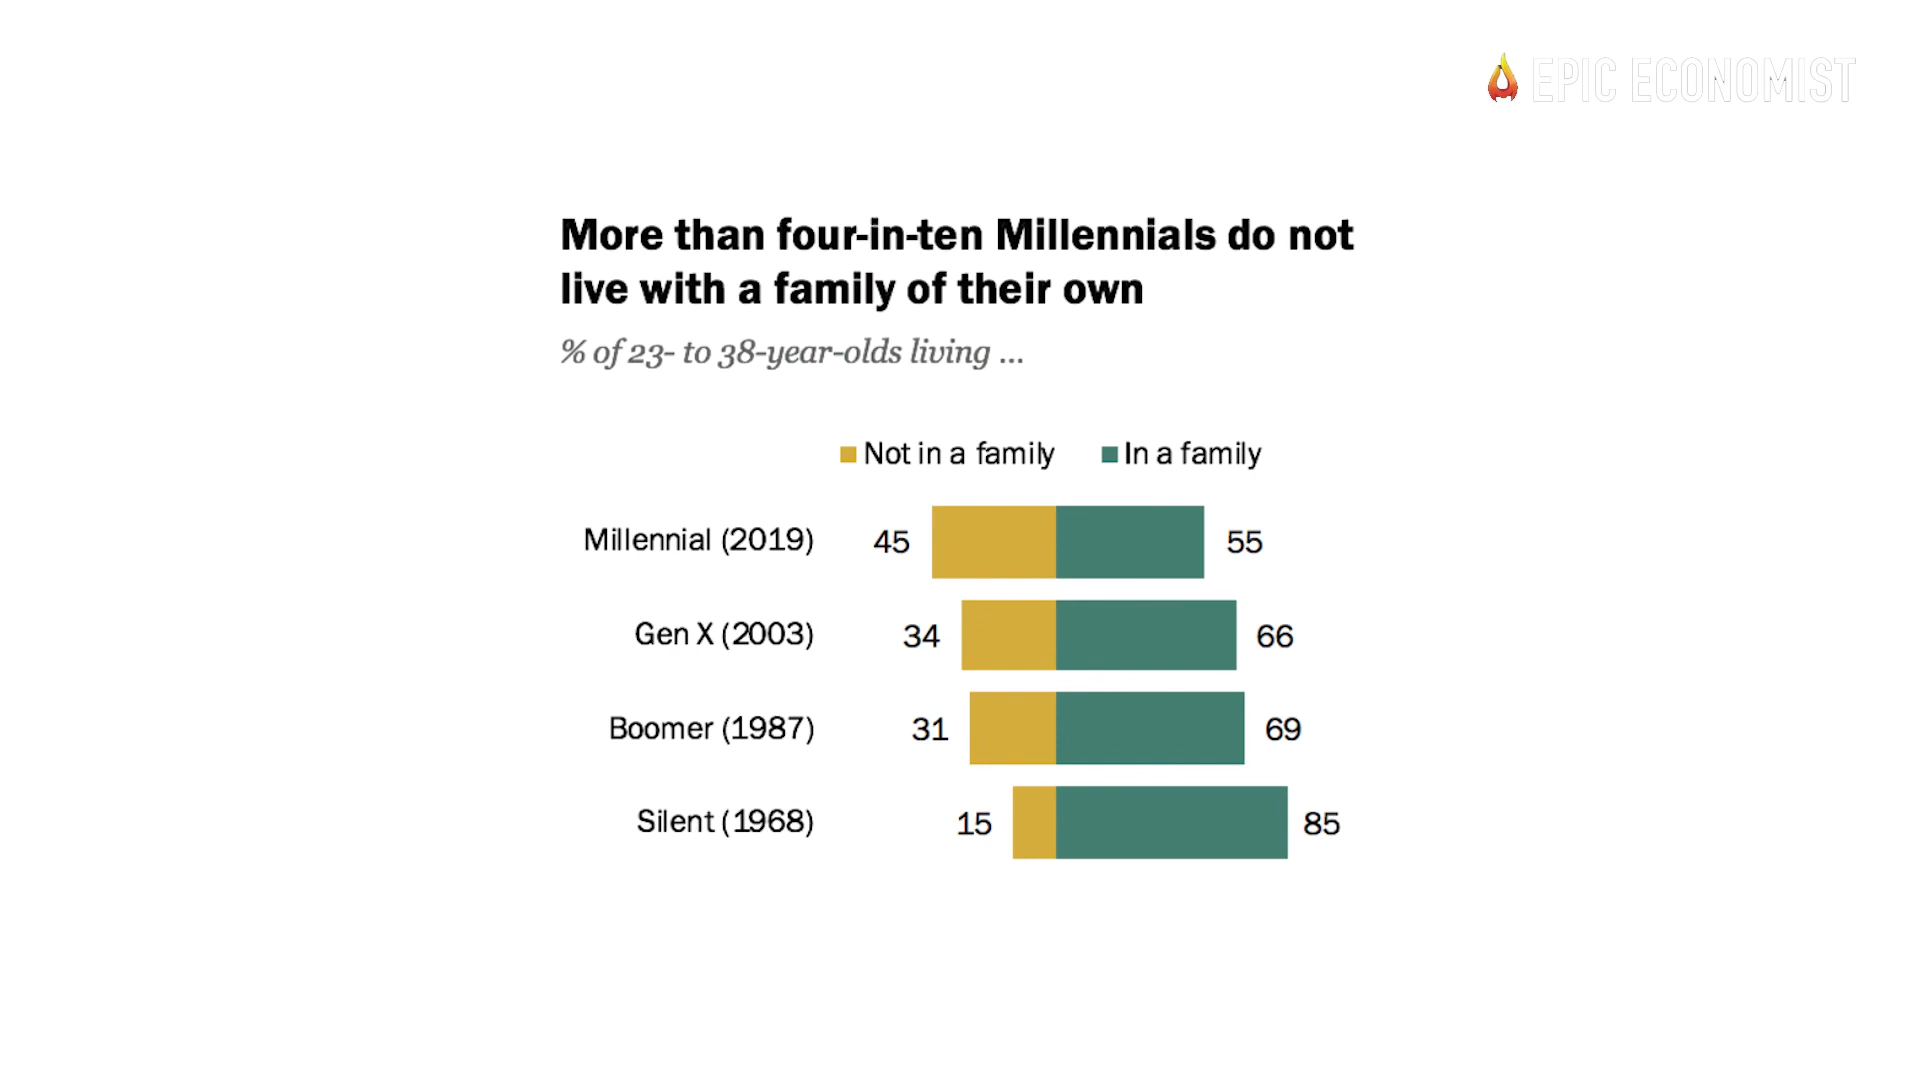 EPIC ECONOMIST
More than four-in-ten Millennials do not
live with a family of their own
% of 23- to 38-year-olds living ...
Not in a family In a family
Millennial (2019) 45 55
Gen X (2003) 34 66
Boomer (1987) 31 69
Silent (1968) 15 85